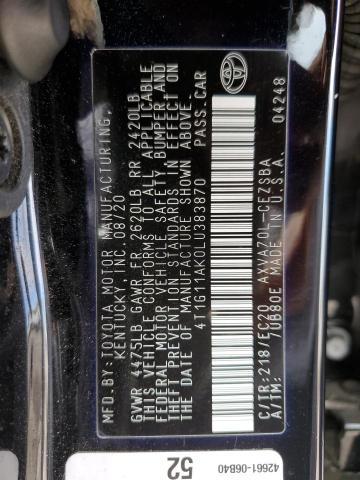 MFD.BY:TOYOTA MOTOR MANUFACTURING
KENTUCKY, INC. 08/20
GVWR 4475LB GAWR FR 2620LB RR 2420LB
THIS VEHICLE CONFORMS TO ALL APPLICABLE
FEDERAL MOTOR VEHICLE SAFETY BUMPER, AND
THEFT PREVENTION STANDARDS IN EFFECT ON
THE DATE OF MANUFACTURE SHOWN ABOVE.
4T1G11AK0LU383870 PASS.CAR
C/TR:218/EC20 AXVA70L-CEZSBA
A/TM: /UB80E MADE IN U.S.A.
04248
42661-06B40
52